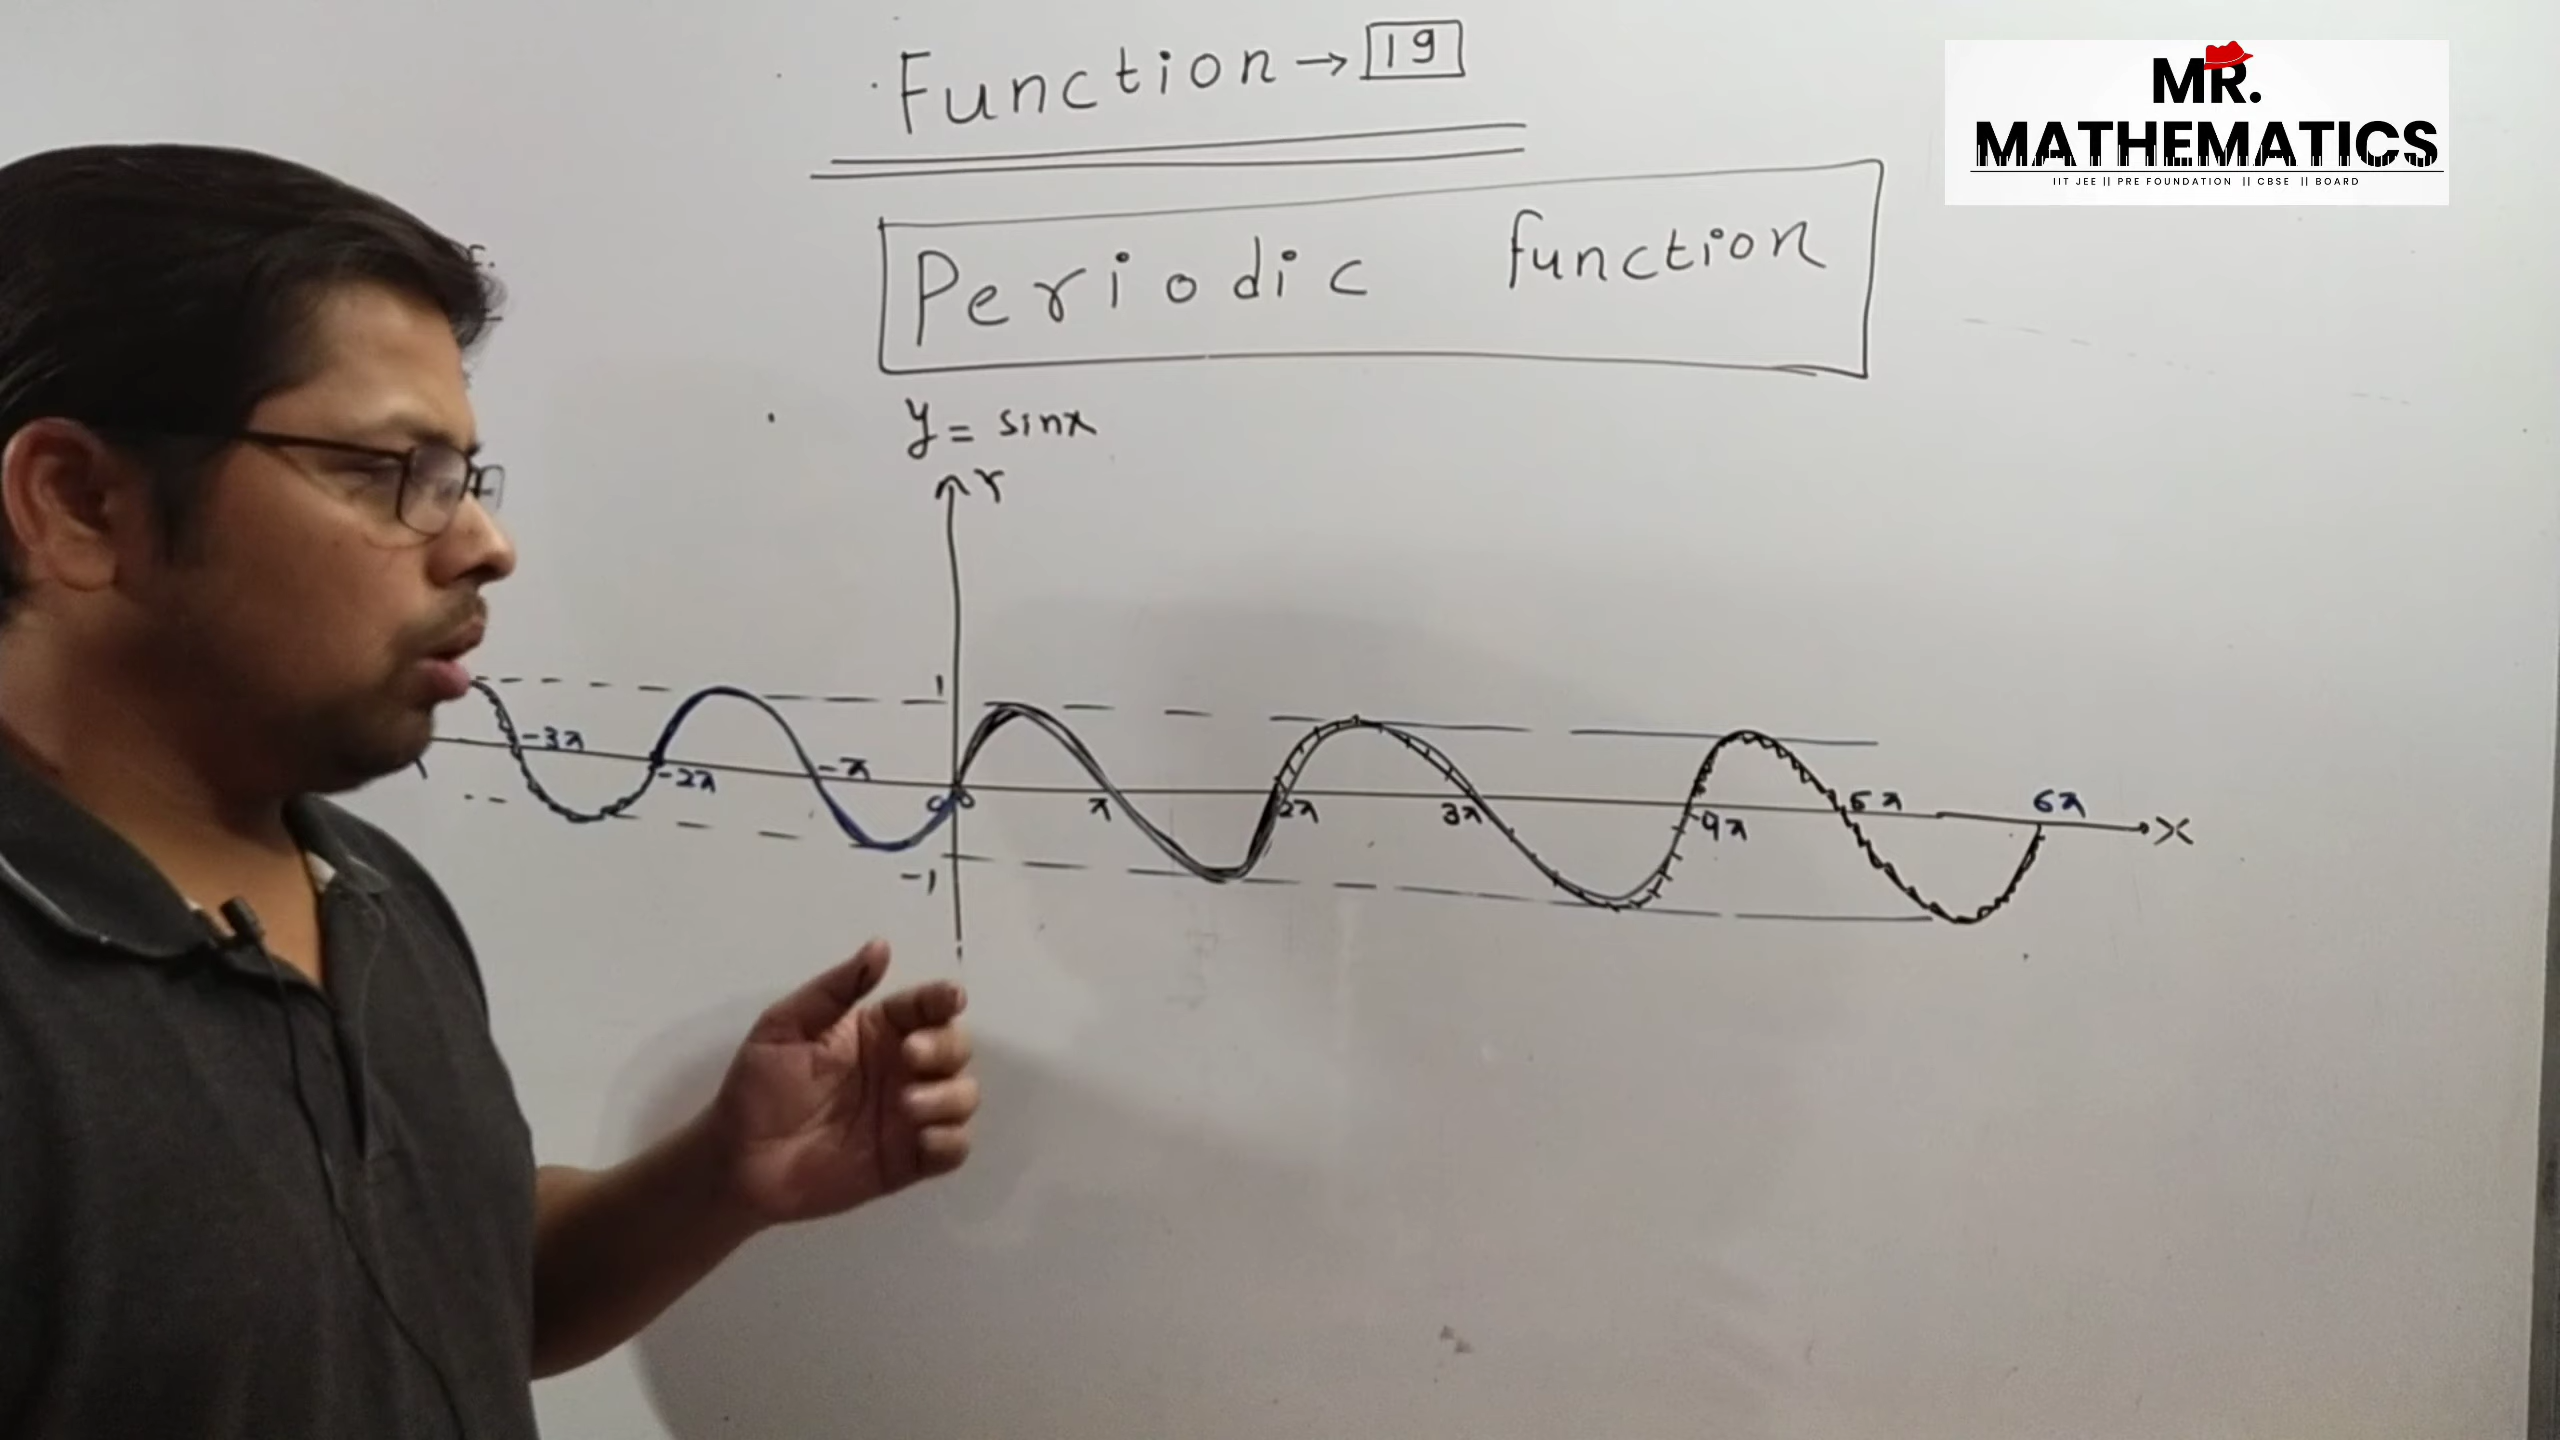 Function → 19
MR.
MATHEMATICS
IIT JEE || PRE FOUNDATION || CBSE || BOARD
Periodic function
y = sinx
Y
1
-3π -2π -π 0 π 2π 3π 4π 5π 6π X
-1